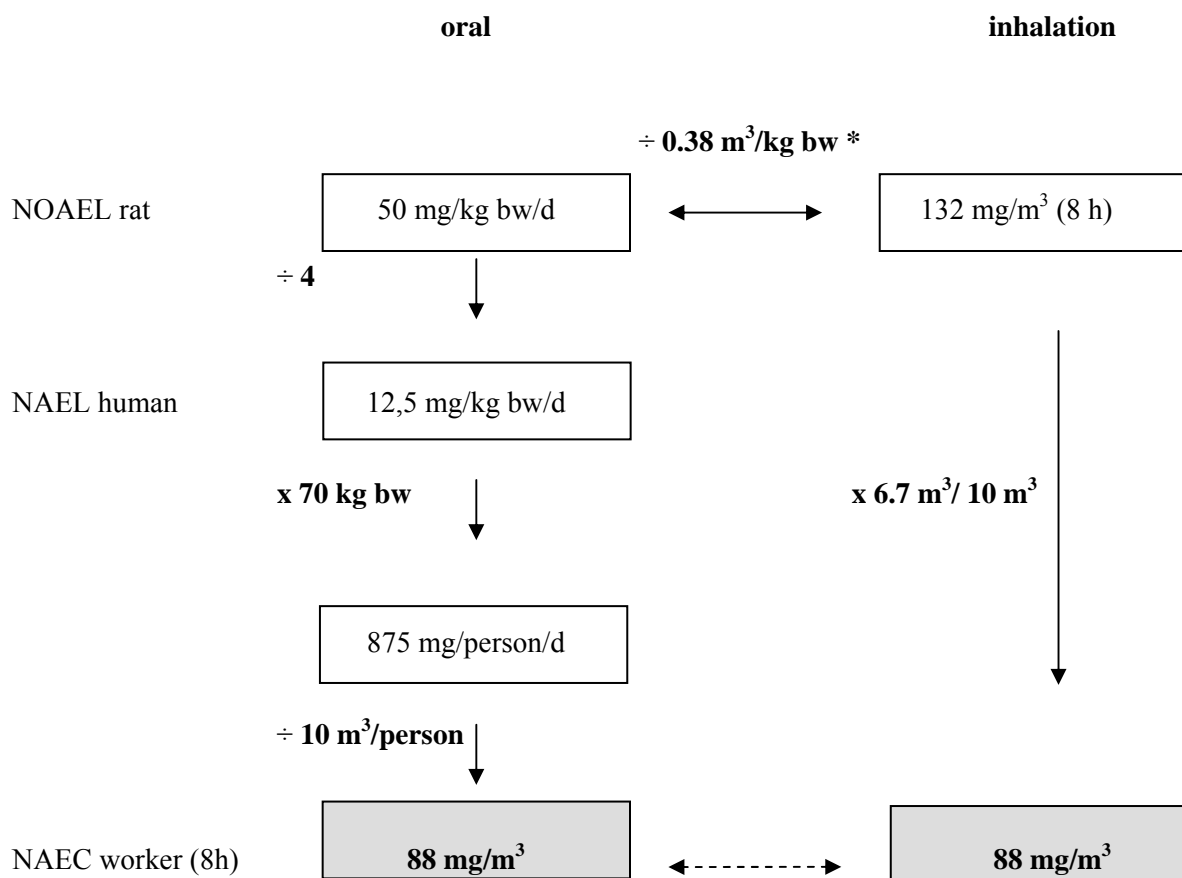 oral inhalation
÷ 0.38 m³/kg bw *
NOAEL rat 50 mg/kg bw/d 132 mg/m³ (8 h)
÷ 4
NAEL human 12,5 mg/kg bw/d
x 70 kg bw x 6.7 m³/ 10 m³
875 mg/person/d
÷ 10 m³/person
NAEC worker (8h) 88 mg/m³ 88 mg/m³